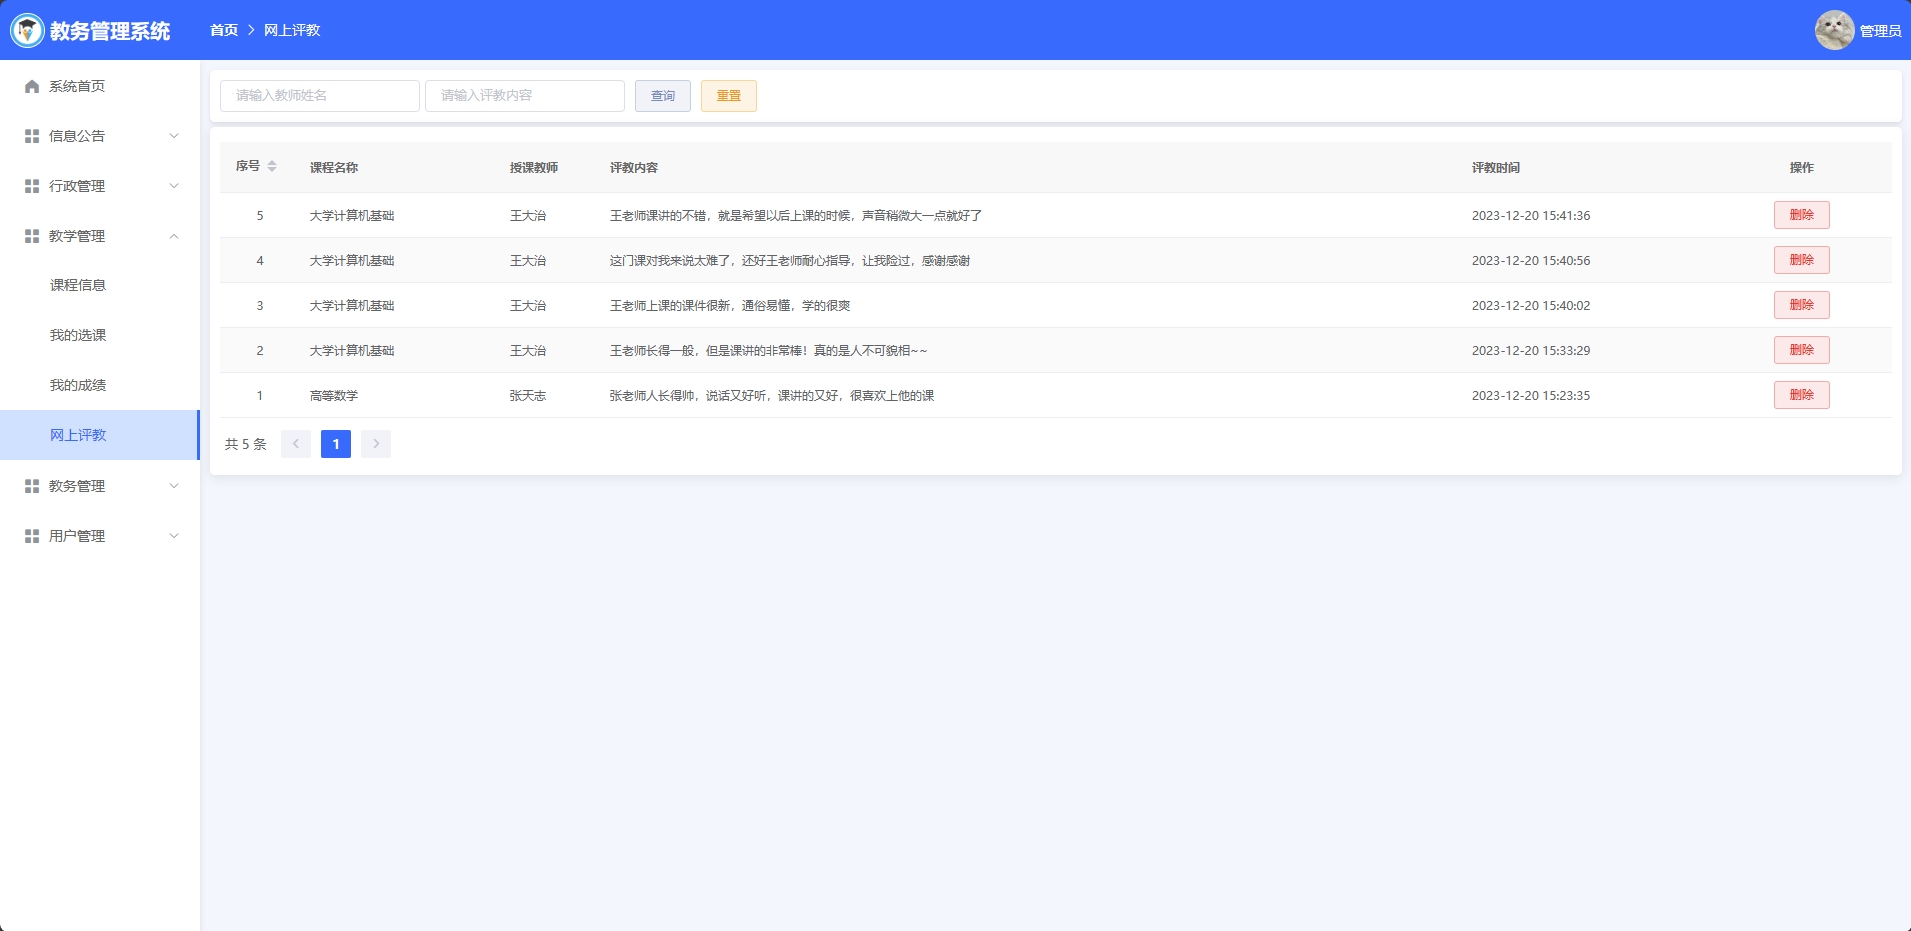 教务管理系统
首页 > 网上评教
管理员
系统首页
信息公告
行政管理
教学管理
课程信息
我的选课
我的成绩
网上评教
教务管理
用户管理
请输入教师姓名 请输入评教内容 查询 重置
序号 课程名称 授课教师 评教内容 评教时间 操作
5 大学计算机基础 王大治 王老师课讲的不错，就是希望以后上课的时候，声音稍微大一点就好了 2023-12-20 15:41:36 删除
4 大学计算机基础 王大治 这门课对我来说太难了，还好王老师耐心指导，让我险过，感谢感谢 2023-12-20 15:40:56 删除
3 大学计算机基础 王大治 王老师上课的课件很新，通俗易懂，学的很爽 2023-12-20 15:40:02 删除
2 大学计算机基础 王大治 王老师长得一般，但是课讲的非常棒！真的是人不可貌相~~ 2023-12-20 15:33:29 删除
1 高等数学 张天志 张老师人长得帅，说话又好听，课讲的又好，很喜欢上他的课 2023-12-20 15:23:35 删除
共 5 条 < 1 >